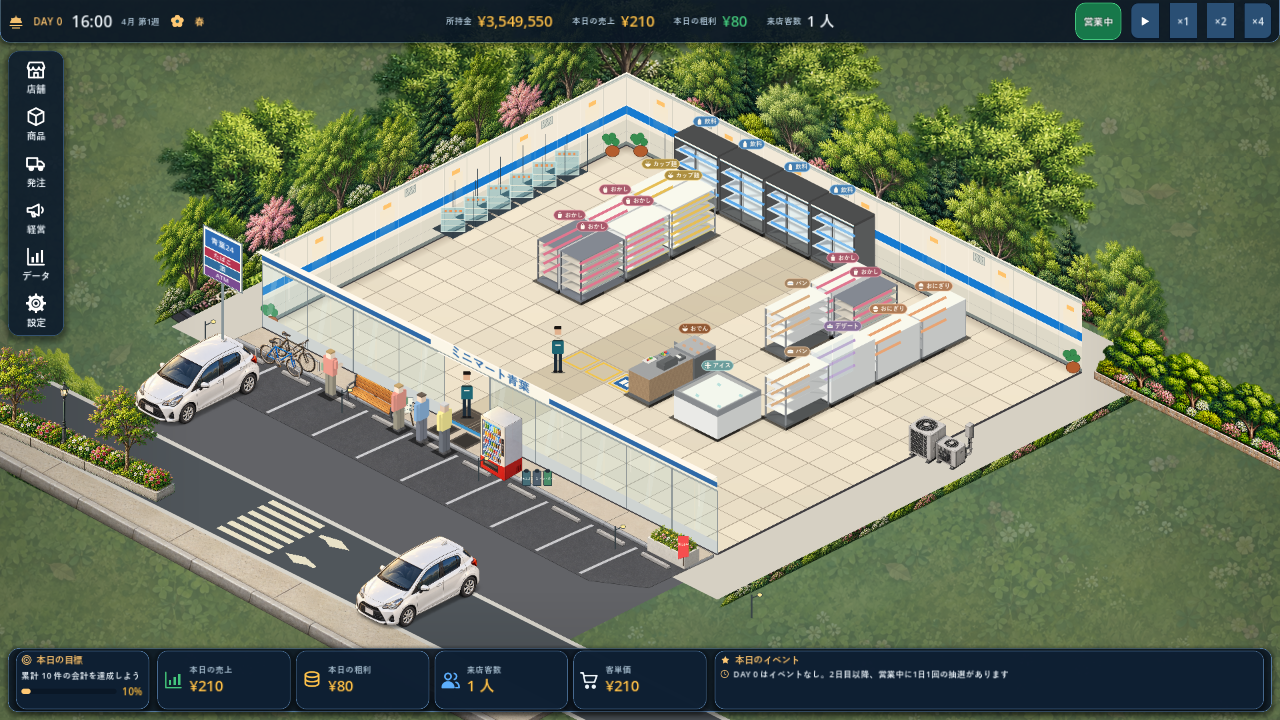 DAY 0 16:00 4月 第1週 春
所持金 ¥3,549,550 本日の売上 ¥210 本日の粗利 ¥80 来店客数 1 人
営業中 ×1 ×2 ×4
店舗
商品
発注
経営
データ
設定
飲料
飲料
飲料
飲料
カップ麺
カップ麺
おかし
おかし
おかし
おかし
おかし
おかし
パン
おにぎり
おにぎり
デザート
パン
おでん
アイス
青葉24
たばこ
酒
ATM
ミニマート青葉
本日の目標
累計 10 件の会計を達成しよう
10%
本日の売上
¥210
本日の粗利
¥80
来店客数
1 人
客単価
¥210
本日のイベント
DAY 0 はイベントなし。2日目以降、営業中に1日1回の抽選があります